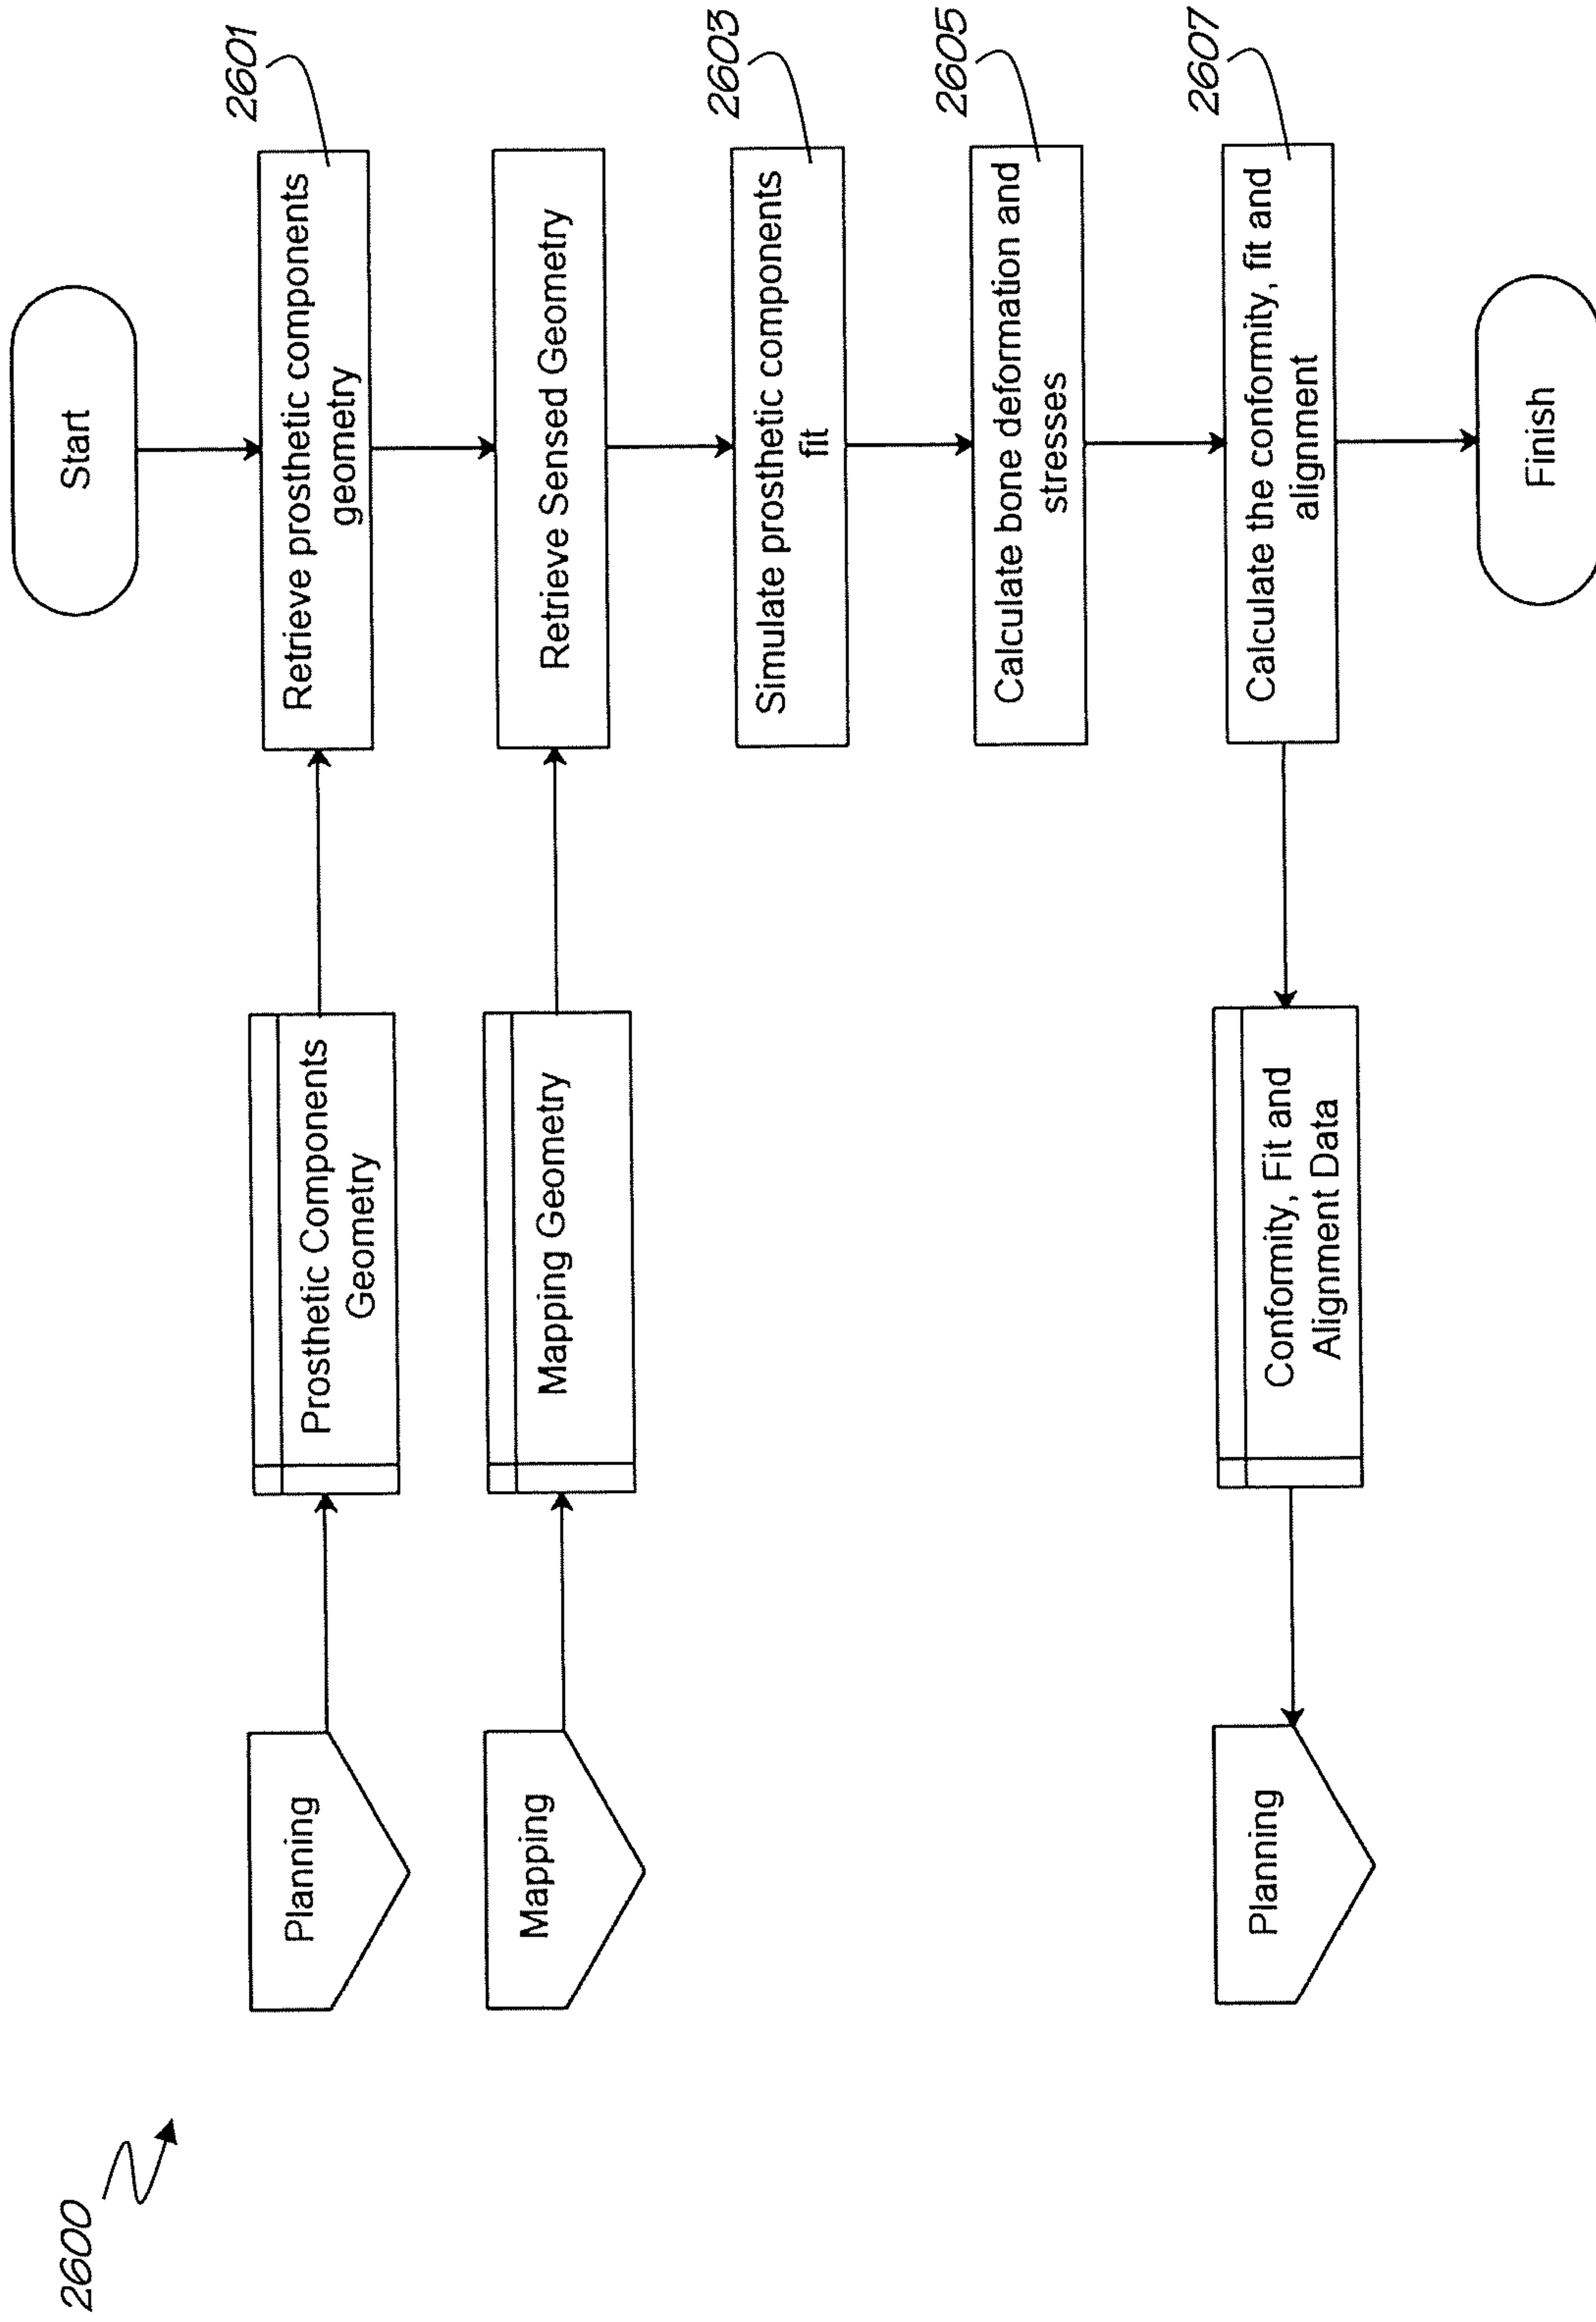 2600
Start
Planning
Prosthetic Components
Geometry
Retrieve prosthetic components
geometry
2601
Mapping
Mapping Geometry
Retrieve Sensed Geometry
Simulate prosthetic components
fit
2603
Calculate bone deformation and
stresses
2605
Planning
Conformity, Fit and
Alignment Data
Calculate the conformity, fit and
alignment
2607
Finish